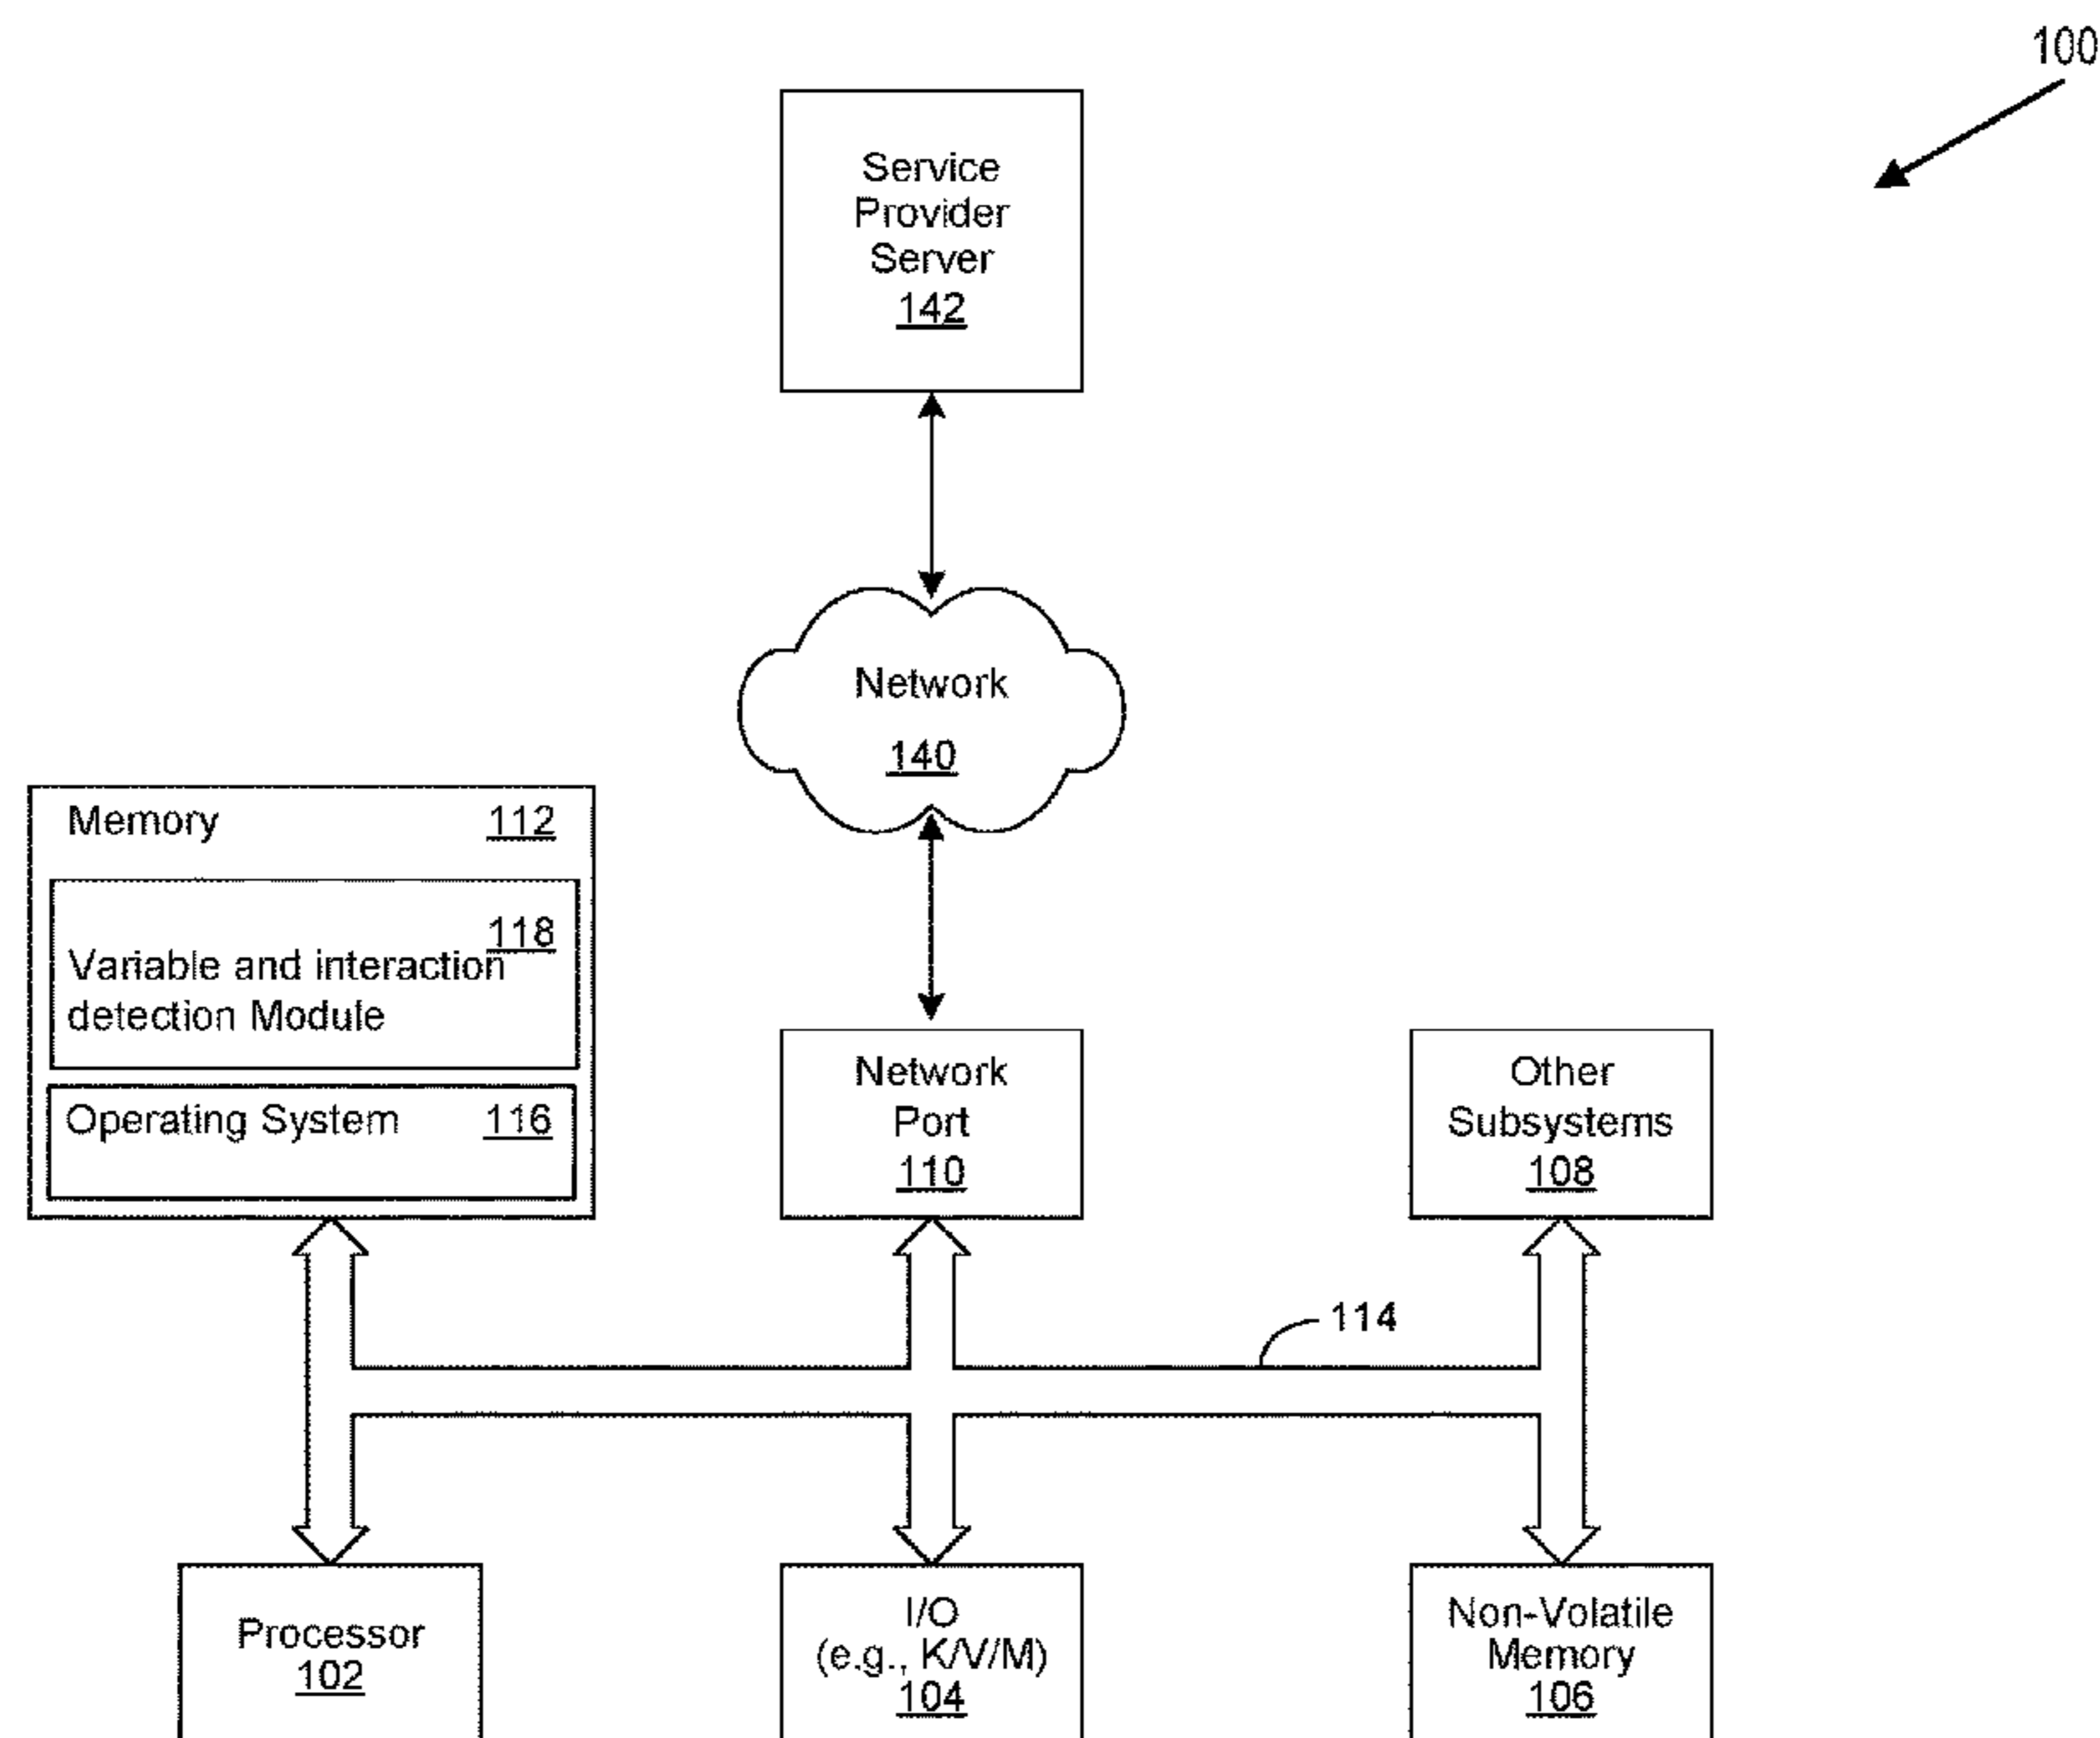 100
Service
Provider
Server
142
Network
140
Memory 112
118
Variable and interaction
detection Module
Operating System 116
Network
Port
110
Other
Subsystems
108
114
Processor
102
I/O
(e.g., K/V/M)
104
Non-Volatile
Memory
106